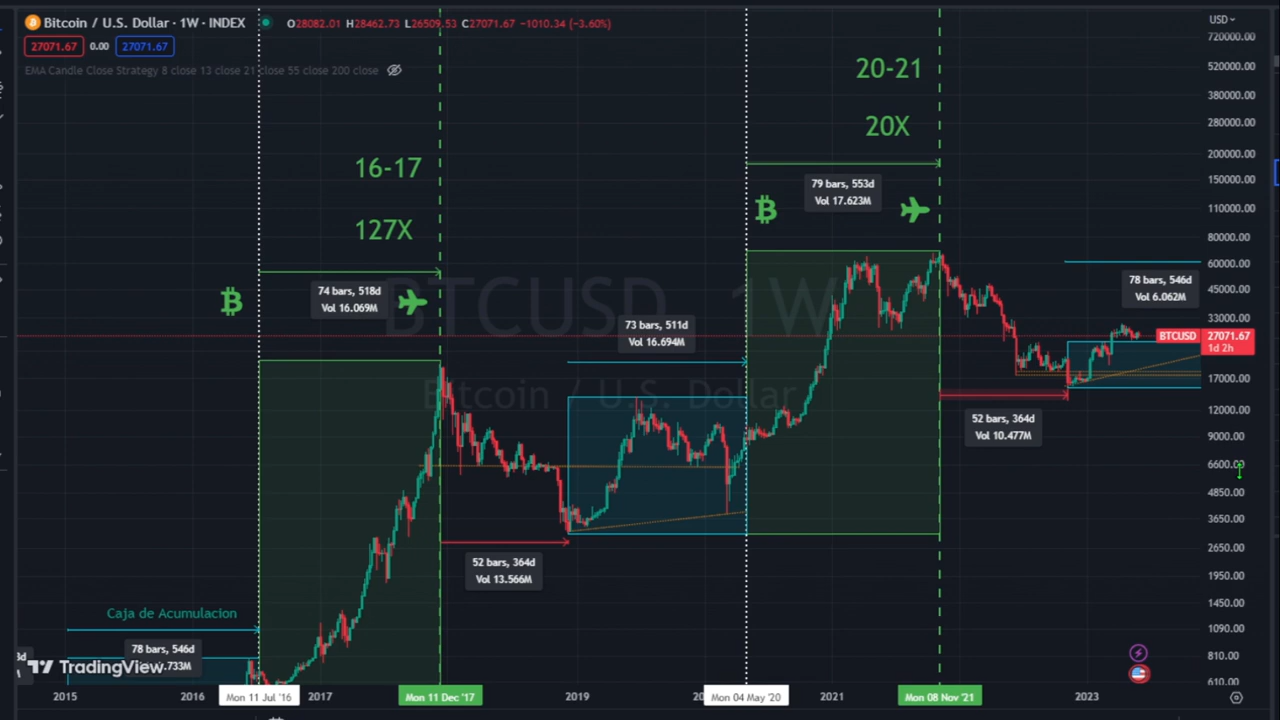 Bitcoin / U.S. Dollar · 1W · INDEX O28082.01 H28462.73 L26509.53 C27071.67 −1010.34 (−3.60%)
27071.67 0.00 27071.67
EMA Candle Close Strategy 8 close 13 close 21 close 55 close 200 close
USD
720000.00
520000.00
380000.00
280000.00
200000.00
150000.00
110000.00
80000.00
60000.00
45000.00
33000.00
BTCUSD 27071.67
1d 2h
17000.00
12000.00
9000.00
6600.00
4850.00
3650.00
2650.00
1950.00
1450.00
1090.00
810.00
610.00
20-21
20X
16-17
127X
79 bars, 553d
Vol 17.623M
74 bars, 518d
Vol 16.069M
78 bars, 546d
Vol 6.062M
BTCUSD, 1W
Bitcoin / U.S. Dollar
73 bars, 511d
Vol 16.694M
52 bars, 364d
Vol 10.477M
52 bars, 364d
Vol 13.566M
Caja de Acumulacion
78 bars, 546d
.733M
TradingView
2015 2016 Mon 11 Jul '16 2017 Mon 11 Dec '17 2019 Mon 04 May '20 2021 Mon 08 Nov '21 2023